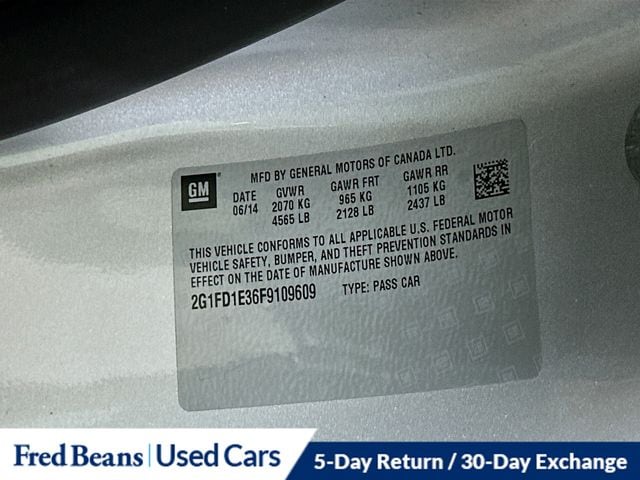 MFD BY GENERAL MOTORS OF CANADA LTD.
GM
DATE GVWR GAWR FRT GAWR RR
06/14 2070 KG 965 KG 1105 KG
4565 LB 2128 LB 2437 LB
THIS VEHICLE CONFORMS TO ALL APPLICABLE U.S. FEDERAL MOTOR
VEHICLE SAFETY, BUMPER, AND THEFT PREVENTION STANDARDS IN
EFFECT ON THE DATE OF MANUFACTURE SHOWN ABOVE.
2G1FD1E36F9109609 TYPE: PASS CAR
Fred Beans | Used Cars
5-Day Return / 30-Day Exchange